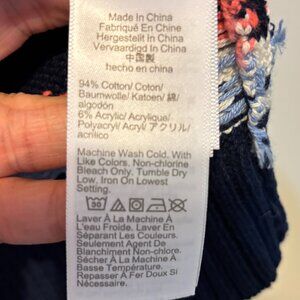 Made In China
Fabriqué En Chine
Hergestellt In China
Vervaardigd In China
中国製
hecho en china
94% Cotton/ Coton/
Baumwolle/ Katoen/ 綿/
algodón
6% Acrylic/ Acrylique/
Polyacryl/ Acryl/ アクリル/
acrílico
Machine Wash Cold. With
Like Colors. Non-chlorine
Bleach Only. Tumble Dry
Low. Iron On Lowest
Setting.
30
Laver À La Machine À
L'eau Froide. Laver En
Séparant Les Couleurs.
Seulement Agent De
Blanchiment Non-chloré.
Sécher À La Machine À
Basse Température.
Repasser À Fer Doux Si
Nécessaire.